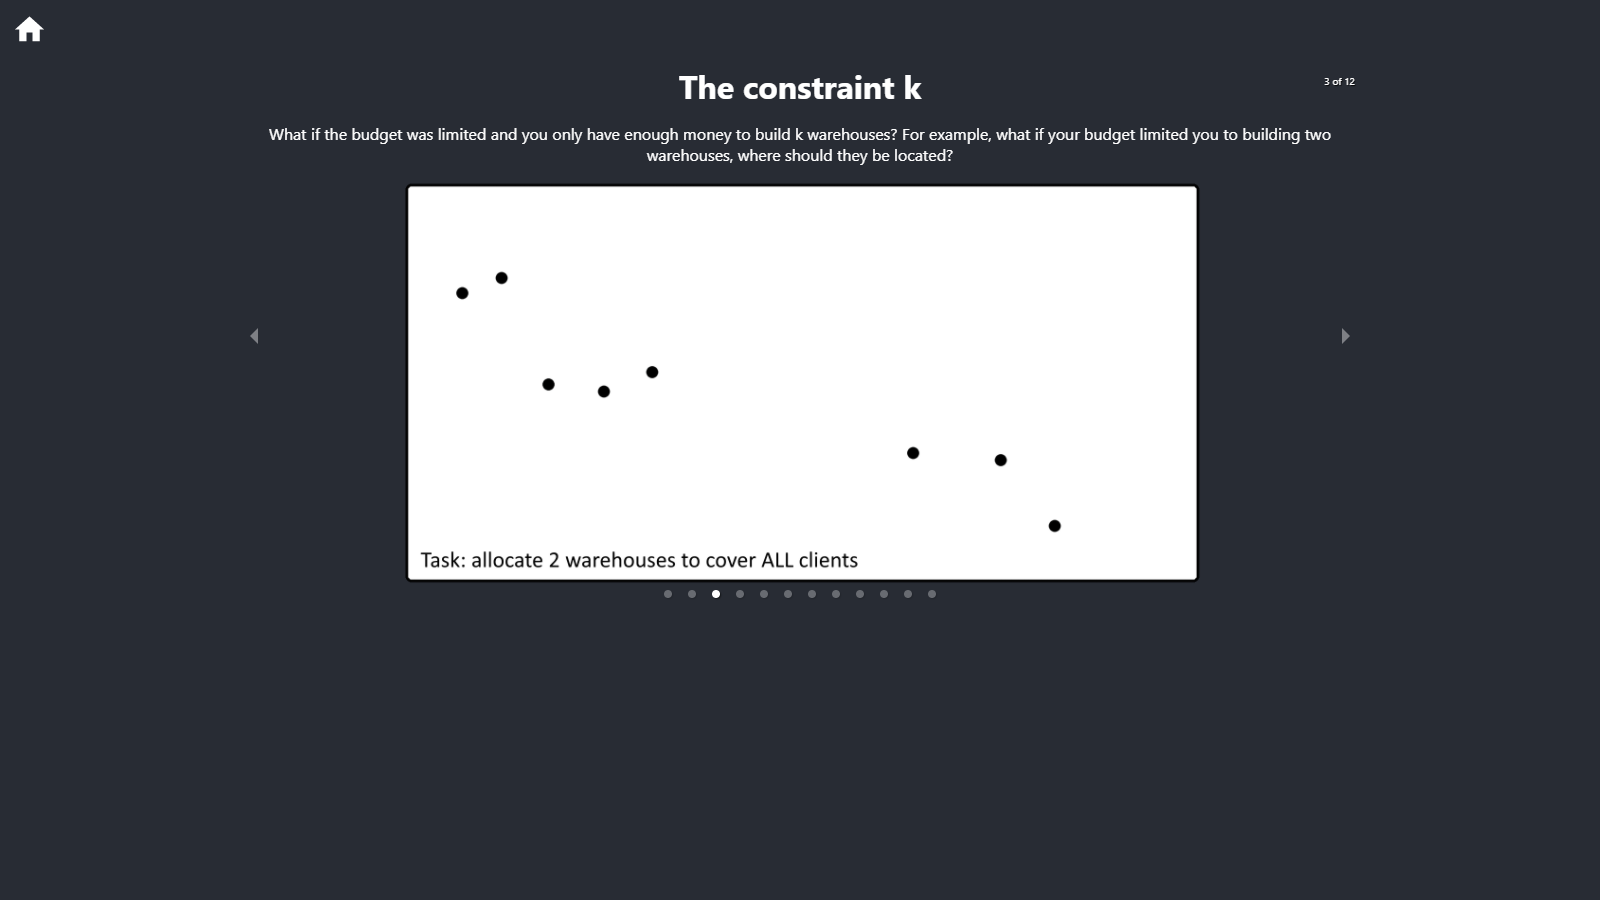 The constraint k
3 of 12
What if the budget was limited and you only have enough money to build k warehouses? For example, what if your budget limited you to building two
warehouses, where should they be located?
Task: allocate 2 warehouses to cover ALL clients